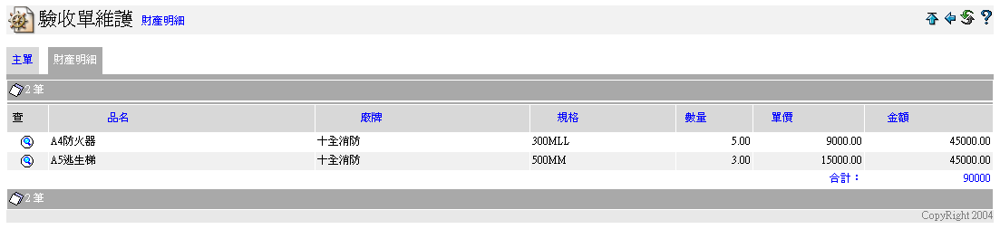 驗收單維護 財產明細
主單 財產明細
2 筆
查 品名 廠牌 規格 數量 單價 金額
A4防火器 十全消防 300MLL 5.00 9000.00 45000.00
A5逃生梯 十全消防 500MM 3.00 15000.00 45000.00
合計： 90000
2 筆
CopyRight 2004